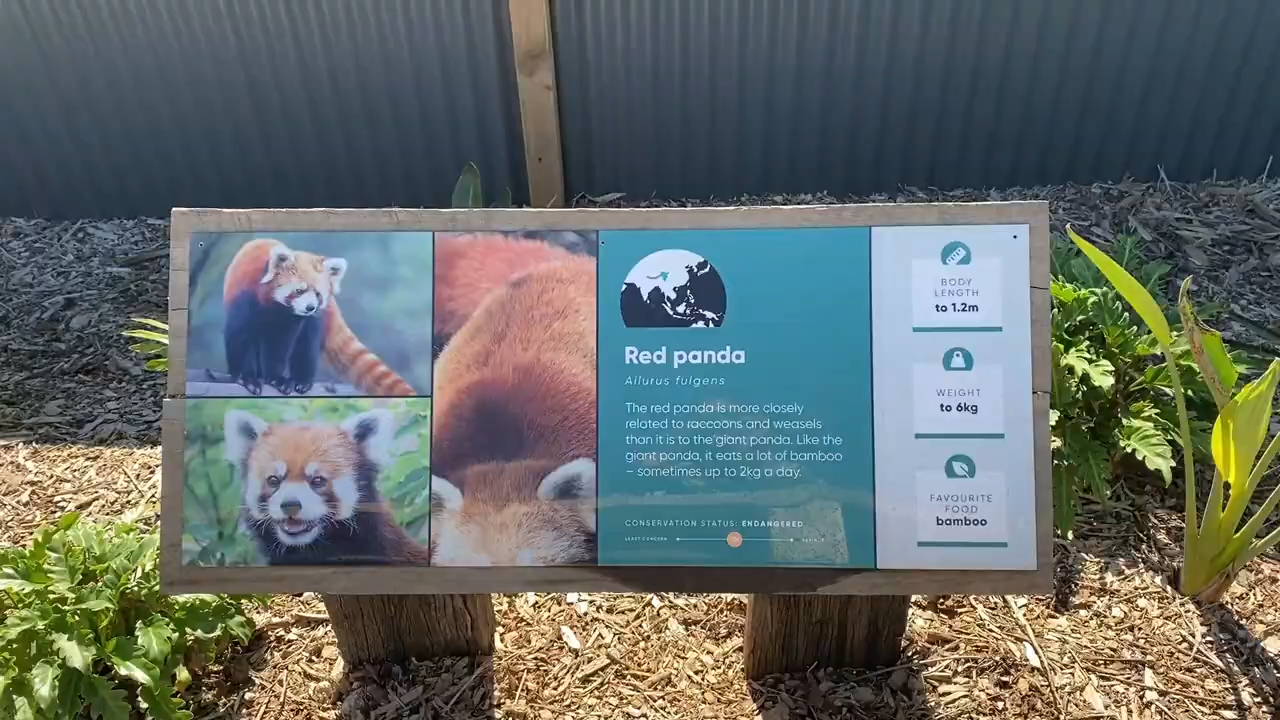 Red panda
Ailurus fulgens
The red panda is more closely
related to raccoons and weasels
than it is to the giant panda. Like the
giant panda, it eats a lot of bamboo
– sometimes up to 2kg a day.
CONSERVATION STATUS: ENDANGERED
LEAST CONCERN
BODY
LENGTH
to 1.2m
WEIGHT
to 6kg
FAVOURITE
FOOD
bamboo